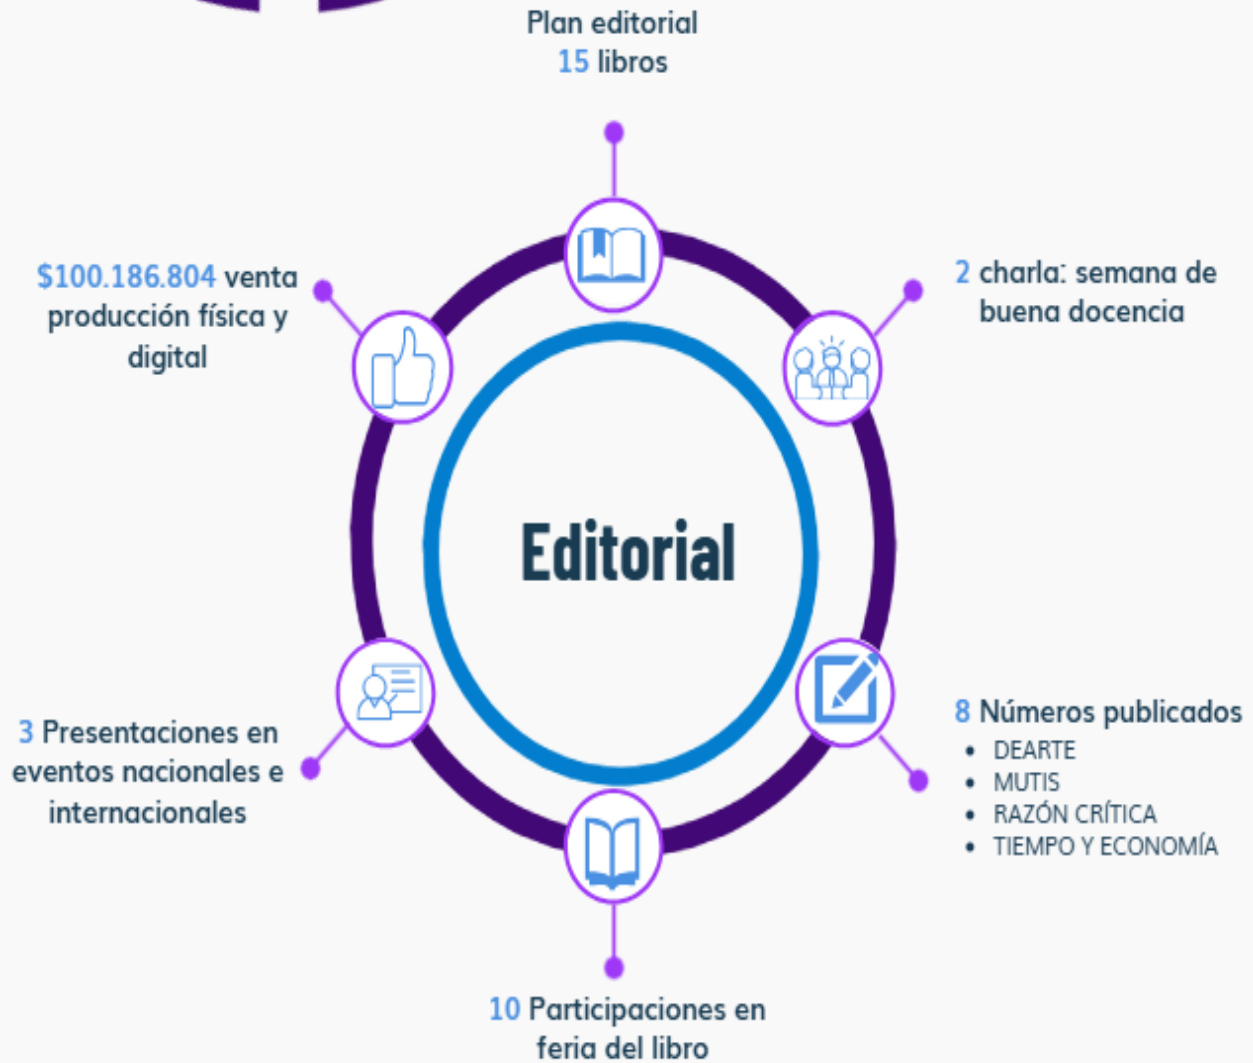 Plan editorial
15 libros
$100.186.804 venta
producción física y
digital
2 charla: semana de
buena docencia
Editorial
3 Presentaciones en
eventos nacionales e
internacionales
8 Números publicados
• DEARTE
• MUTIS
• RAZÓN CRÍTICA
• TIEMPO Y ECONOMÍA
10 Participaciones en
feria del libro